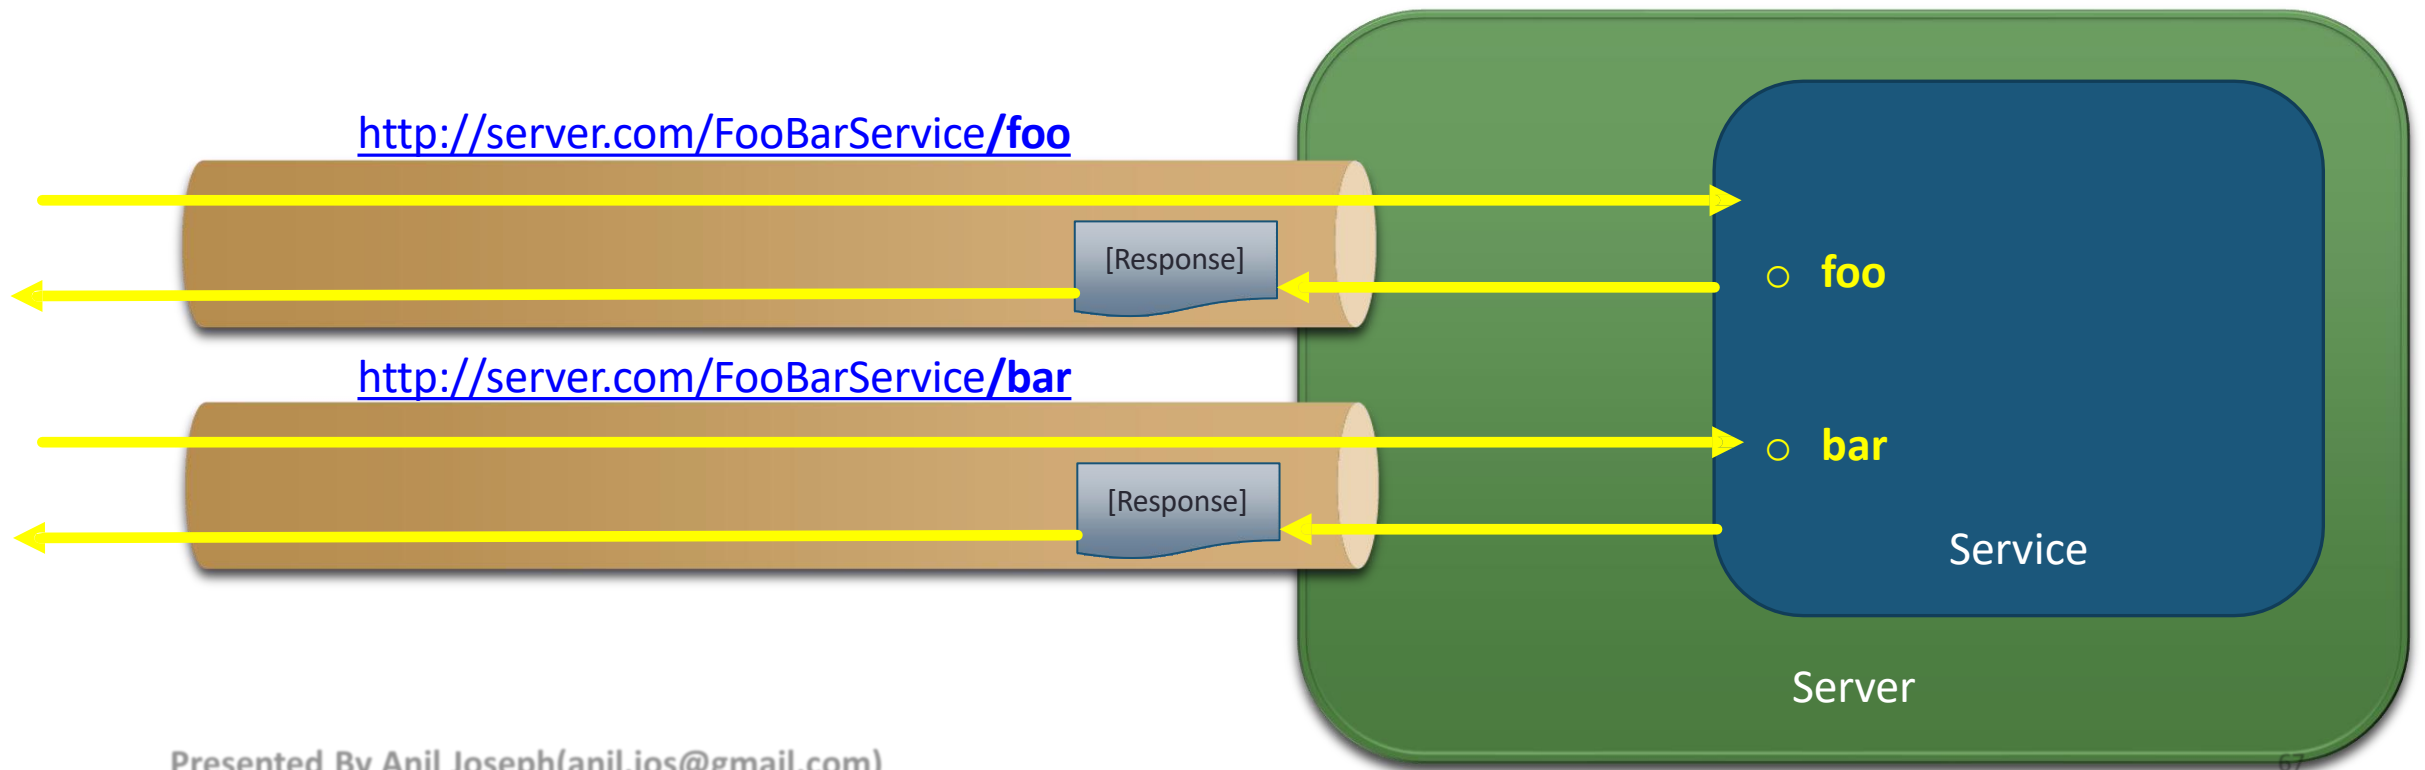 http://server.com/FooBarService/foo
[Response]
foo
http://server.com/FooBarService/bar
bar
[Response]
Service
Server
Presented By Anil Joseph(anil.jos@gmail.com)
67